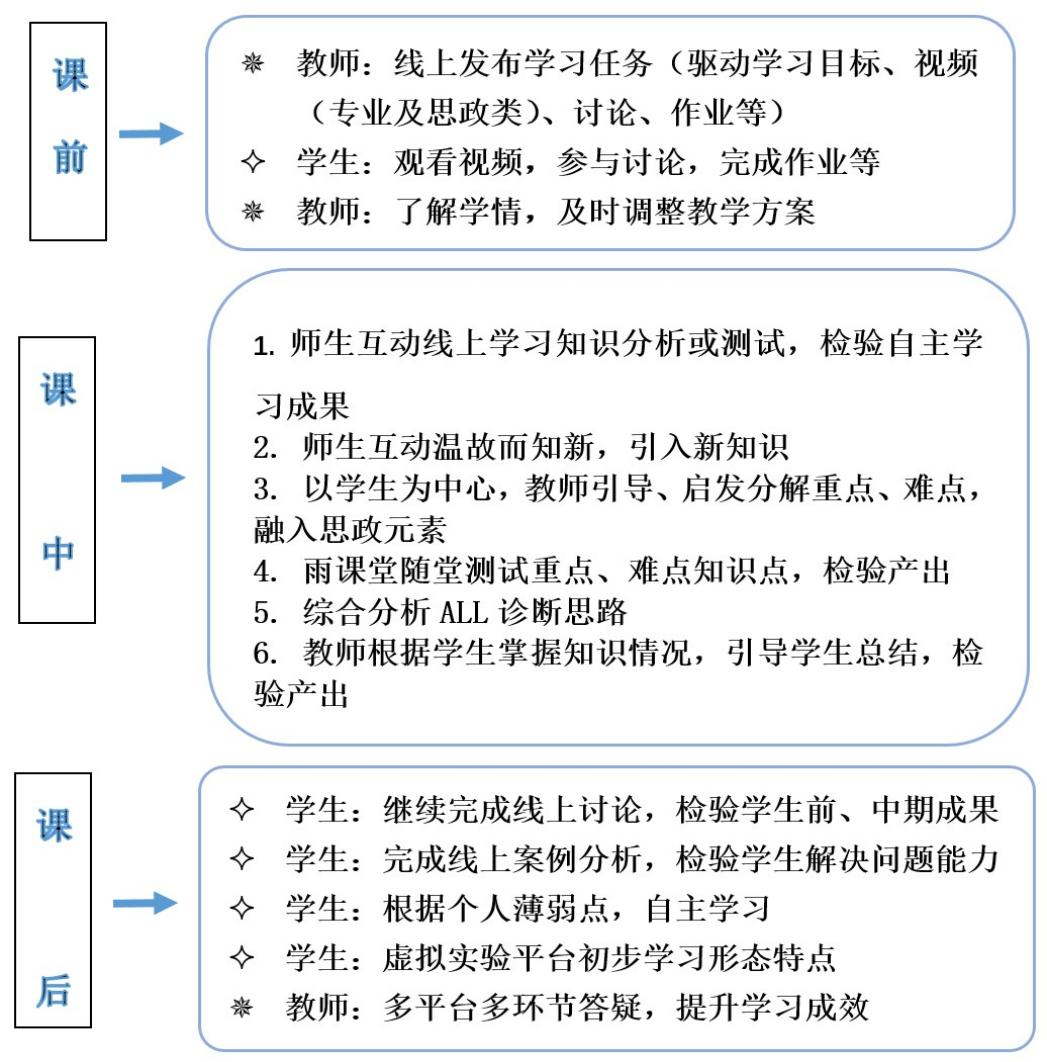 课前
✵ 教师：线上发布学习任务（驱动学习目标、视频
（专业及思政类）、讨论、作业等）
✧ 学生：观看视频，参与讨论，完成作业等
✵ 教师：了解学情，及时调整教学方案
课中
1. 师生互动线上学习知识分析或测试，检验自主学
习成果
2. 师生互动温故而知新，引入新知识
3. 以学生为中心，教师引导、启发分解重点、难点，
融入思政元素
4. 雨课堂随堂测试重点、难点知识点，检验产出
5. 综合分析 ALL 诊断思路
6. 教师根据学生掌握知识情况，引导学生总结，检
验产出
课后
✧ 学生：继续完成线上讨论，检验学生前、中期成果
✧ 学生：完成线上案例分析，检验学生解决问题能力
✧ 学生：根据个人薄弱点，自主学习
✧ 学生：虚拟实验平台初步学习形态特点
✵ 教师：多平台多环节答疑，提升学习成效